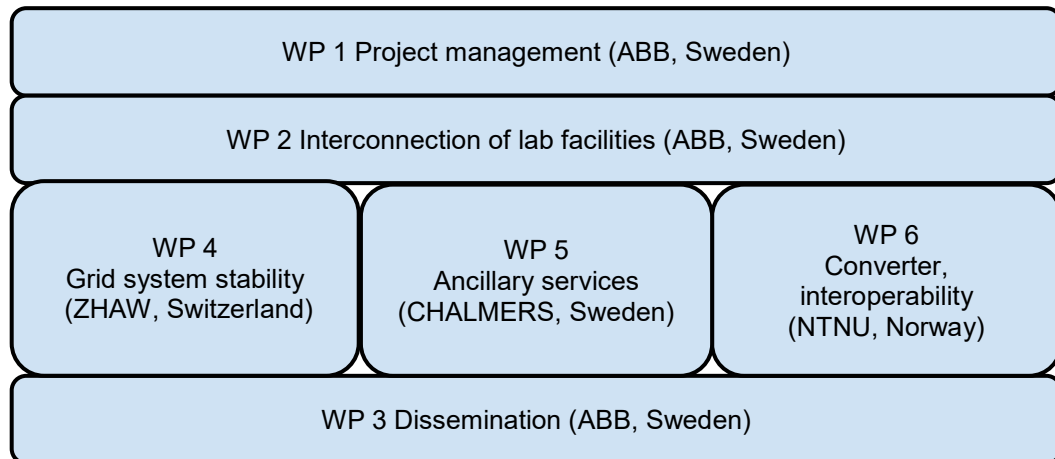 WP 1 Project management (ABB, Sweden)
WP 2 Interconnection of lab facilities (ABB, Sweden)
WP 4
Grid system stability
(ZHAW, Switzerland)
WP 5
Ancillary services
(CHALMERS, Sweden)
WP 6
Converter,
interoperability
(NTNU, Norway)
WP 3 Dissemination (ABB, Sweden)